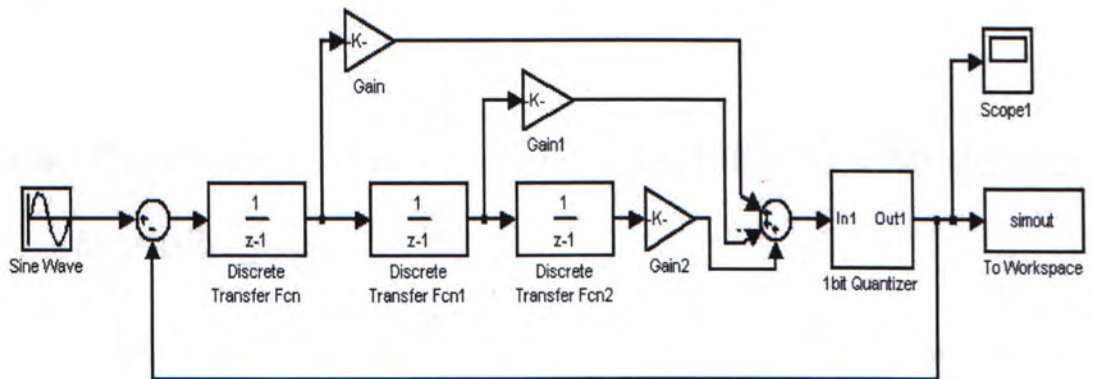 -K-
Gain
-K-
Gain1
Scope1
Sine Wave
1
z-1
Discrete
Transfer Fcn
1
z-1
Discrete
Transfer Fcn1
1
z-1
Discrete
Transfer Fcn2
-K-
Gain2
In1 Out1
1bit Quantizer
simout
To Workspace